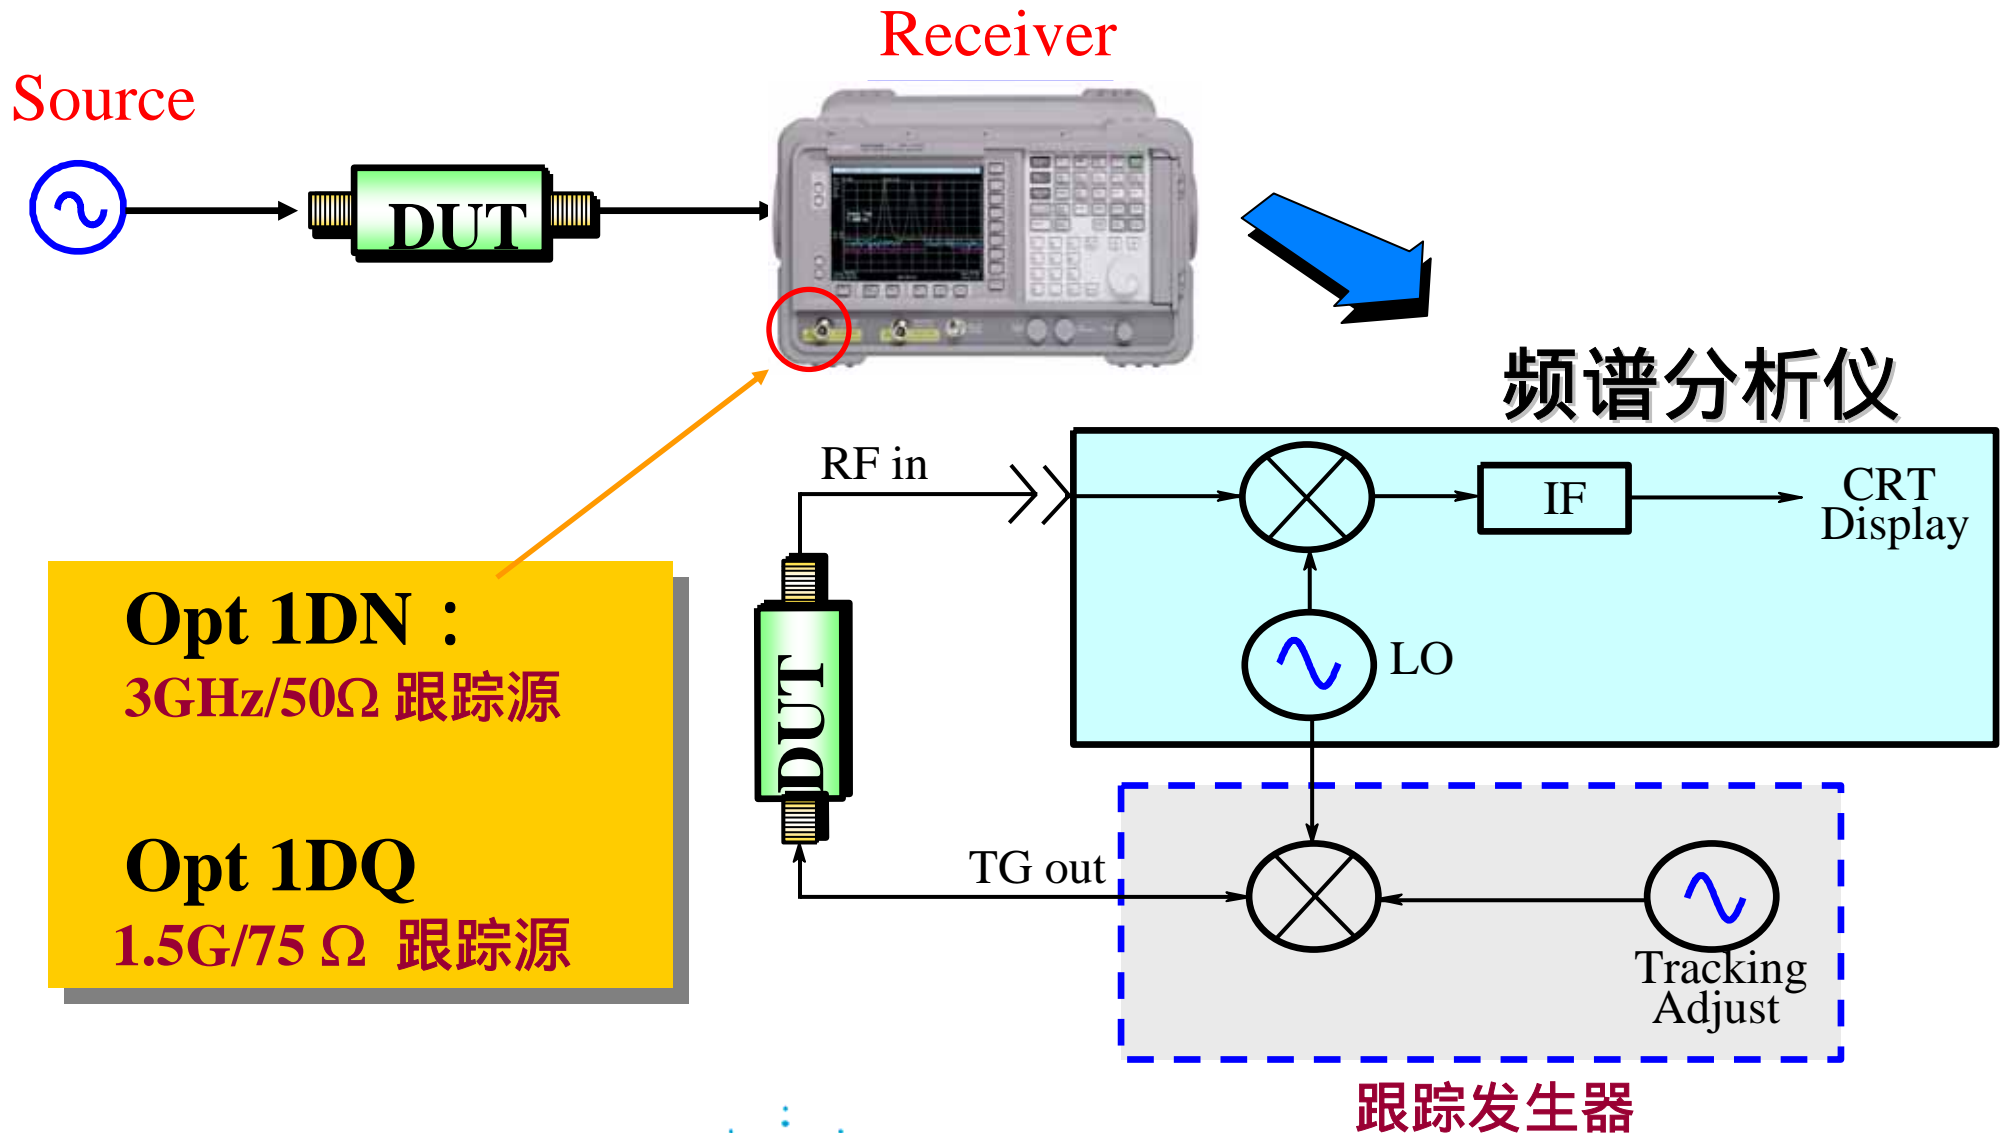 Receiver
Source
DUT
频谱分析仪
RF in
IF
CRT
Display
LO
DUT
Opt 1DN：
3GHz/50Ω 跟踪源
Opt 1DQ
1.5G/75 Ω 跟踪源
TG out
Tracking
Adjust
跟踪发生器